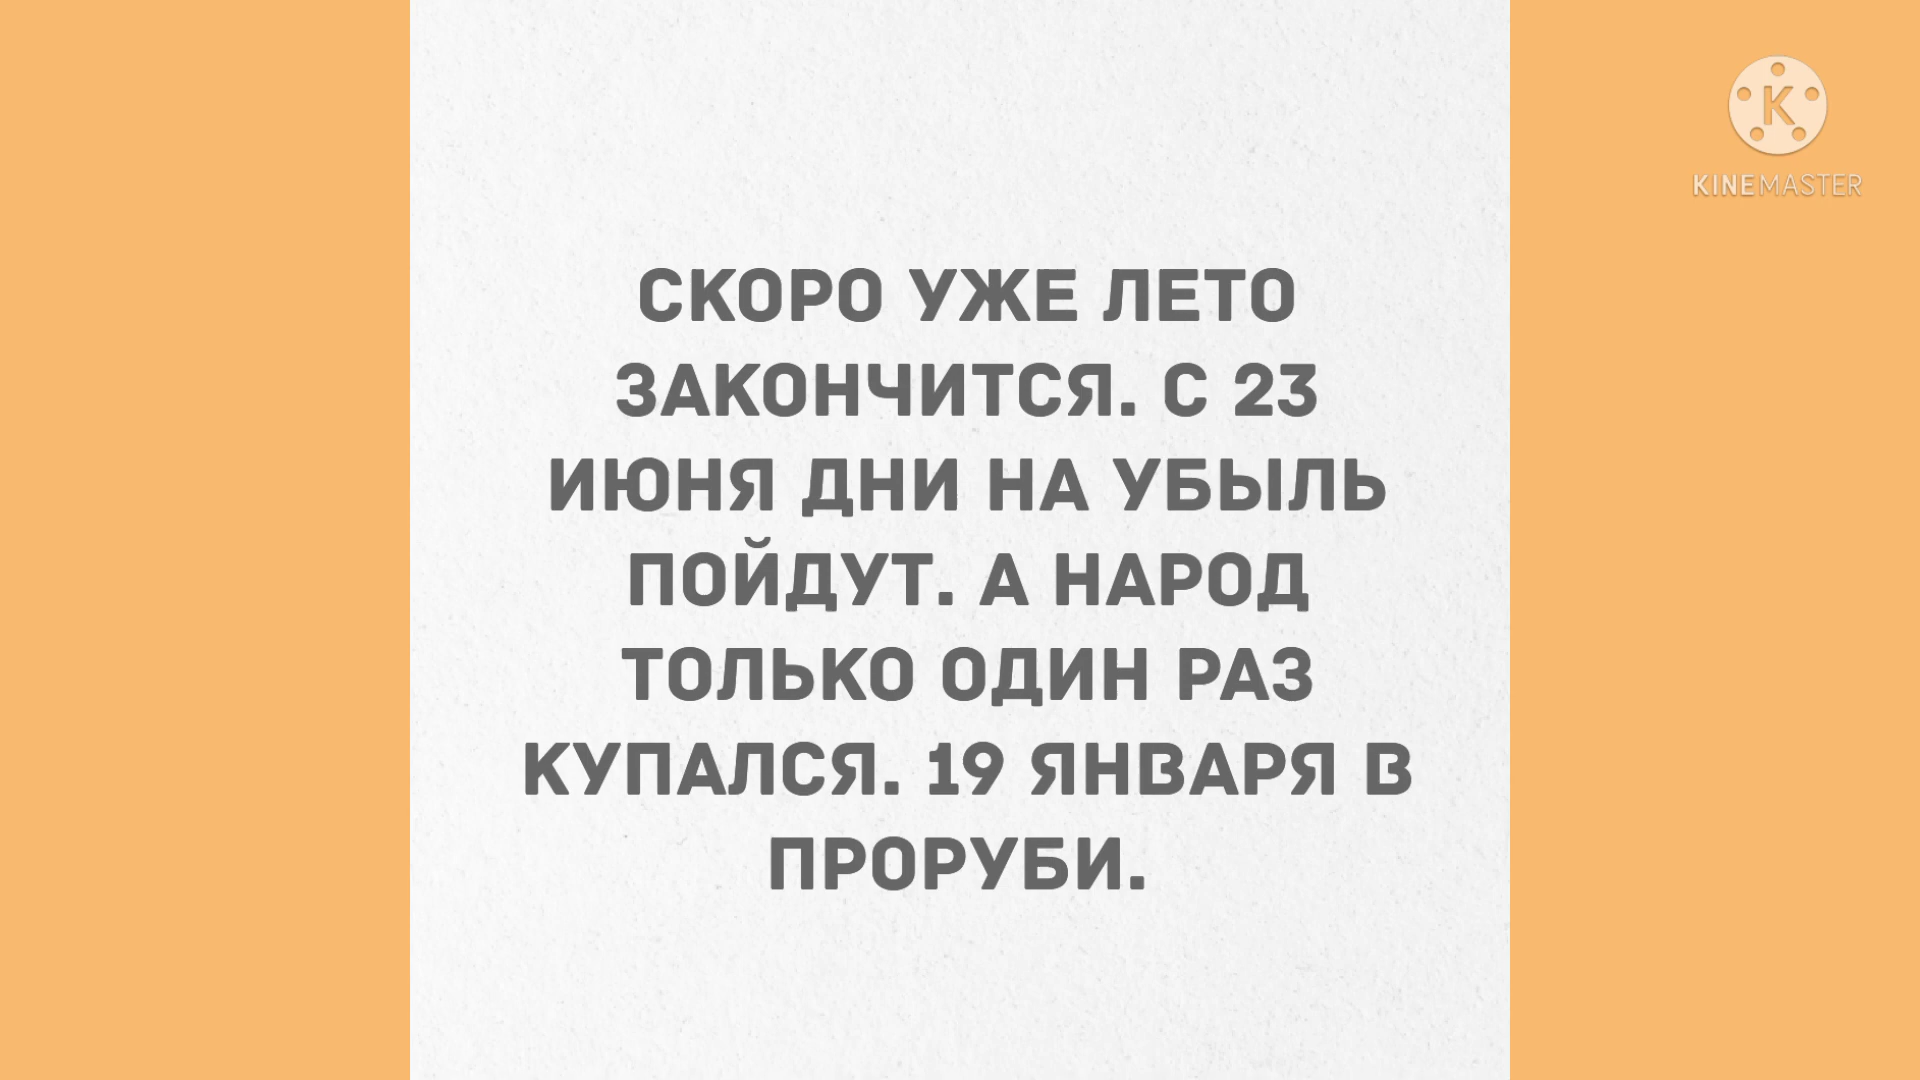 СКОРО УЖЕ ЛЕТО
ЗАКОНЧИТСЯ. С 23
ИЮНЯ ДНИ НА УБЫЛЬ
ПОЙДУТ. А НАРОД
ТОЛЬКО ОДИН РАЗ
КУПАЛСЯ. 19 ЯНВАРЯ В
ПРОРУБИ.
K
KINEMASTER